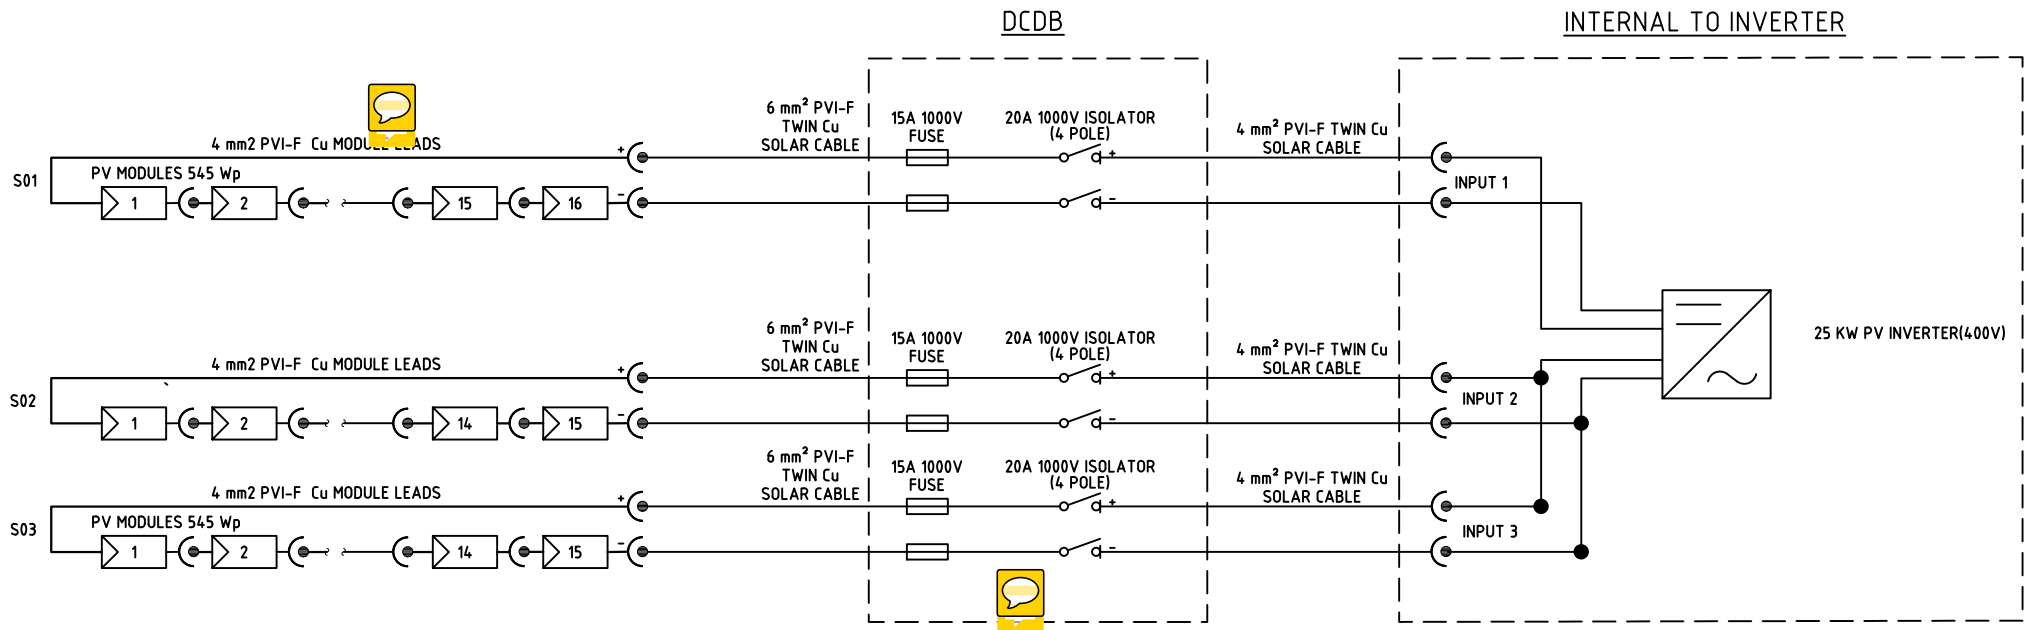 DCDB
INTERNAL TO INVERTER
6 mm² PVI-F
TWIN Cu
SOLAR CABLE
15A 1000V
FUSE
20A 1000V ISOLATOR
(4 POLE)
4 mm² PVI-F TWIN Cu
SOLAR CABLE
4 mm2 PVI-F Cu MODULE LEADS
+
+
S01
PV MODULES 545 Wp
INPUT 1
1
2
15
16
-
-
6 mm² PVI-F
TWIN Cu
SOLAR CABLE
15A 1000V
FUSE
20A 1000V ISOLATOR
(4 POLE)
4 mm² PVI-F TWIN Cu
SOLAR CABLE
25 KW PV INVERTER(400V)
4 mm2 PVI-F Cu MODULE LEADS
+
+
S02
INPUT 2
1
2
14
15
-
-
6 mm² PVI-F
TWIN Cu
SOLAR CABLE
15A 1000V
FUSE
20A 1000V ISOLATOR
(4 POLE)
4 mm² PVI-F TWIN Cu
SOLAR CABLE
4 mm2 PVI-F Cu MODULE LEADS
+
+
S03
PV MODULES 545 Wp
INPUT 3
1
2
14
15
-
-